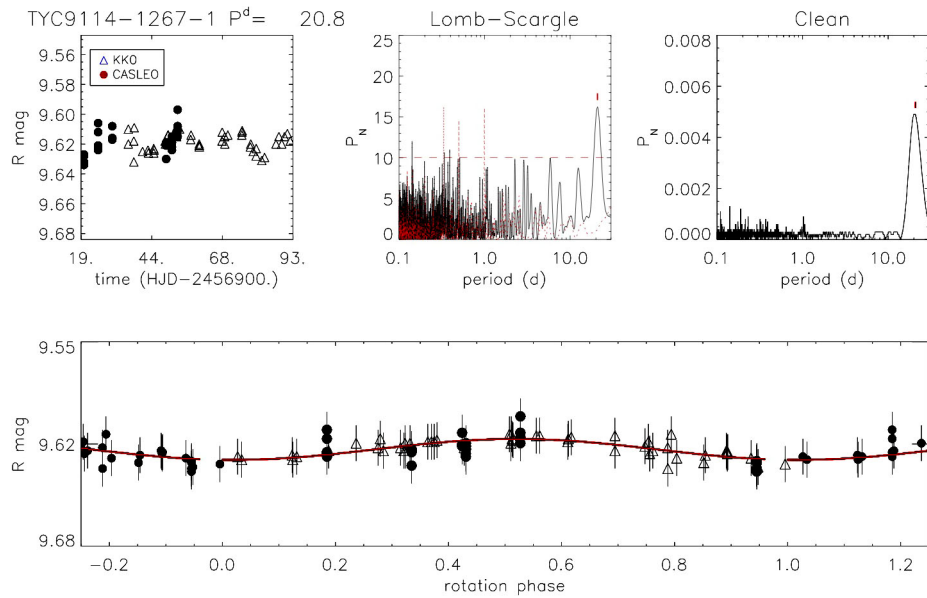 TYC9114-1267-1 P^d= 20.8
Lomb-Scargle
Clean
R mag
9.56
9.58
9.60
9.62
9.64
9.66
9.68
KKO
CASLEO
19. 44. 68. 93.
time (HJD-2456900.)
P_N
25
20
15
10
5
0
0.1 1.0 10.0
period (d)
P_N
0.008
0.006
0.004
0.002
0.000
0.1 1.0 10.0
period (d)
R mag
9.55
9.62
9.68
-0.2 0.0 0.2 0.4 0.6 0.8 1.0 1.2
rotation phase